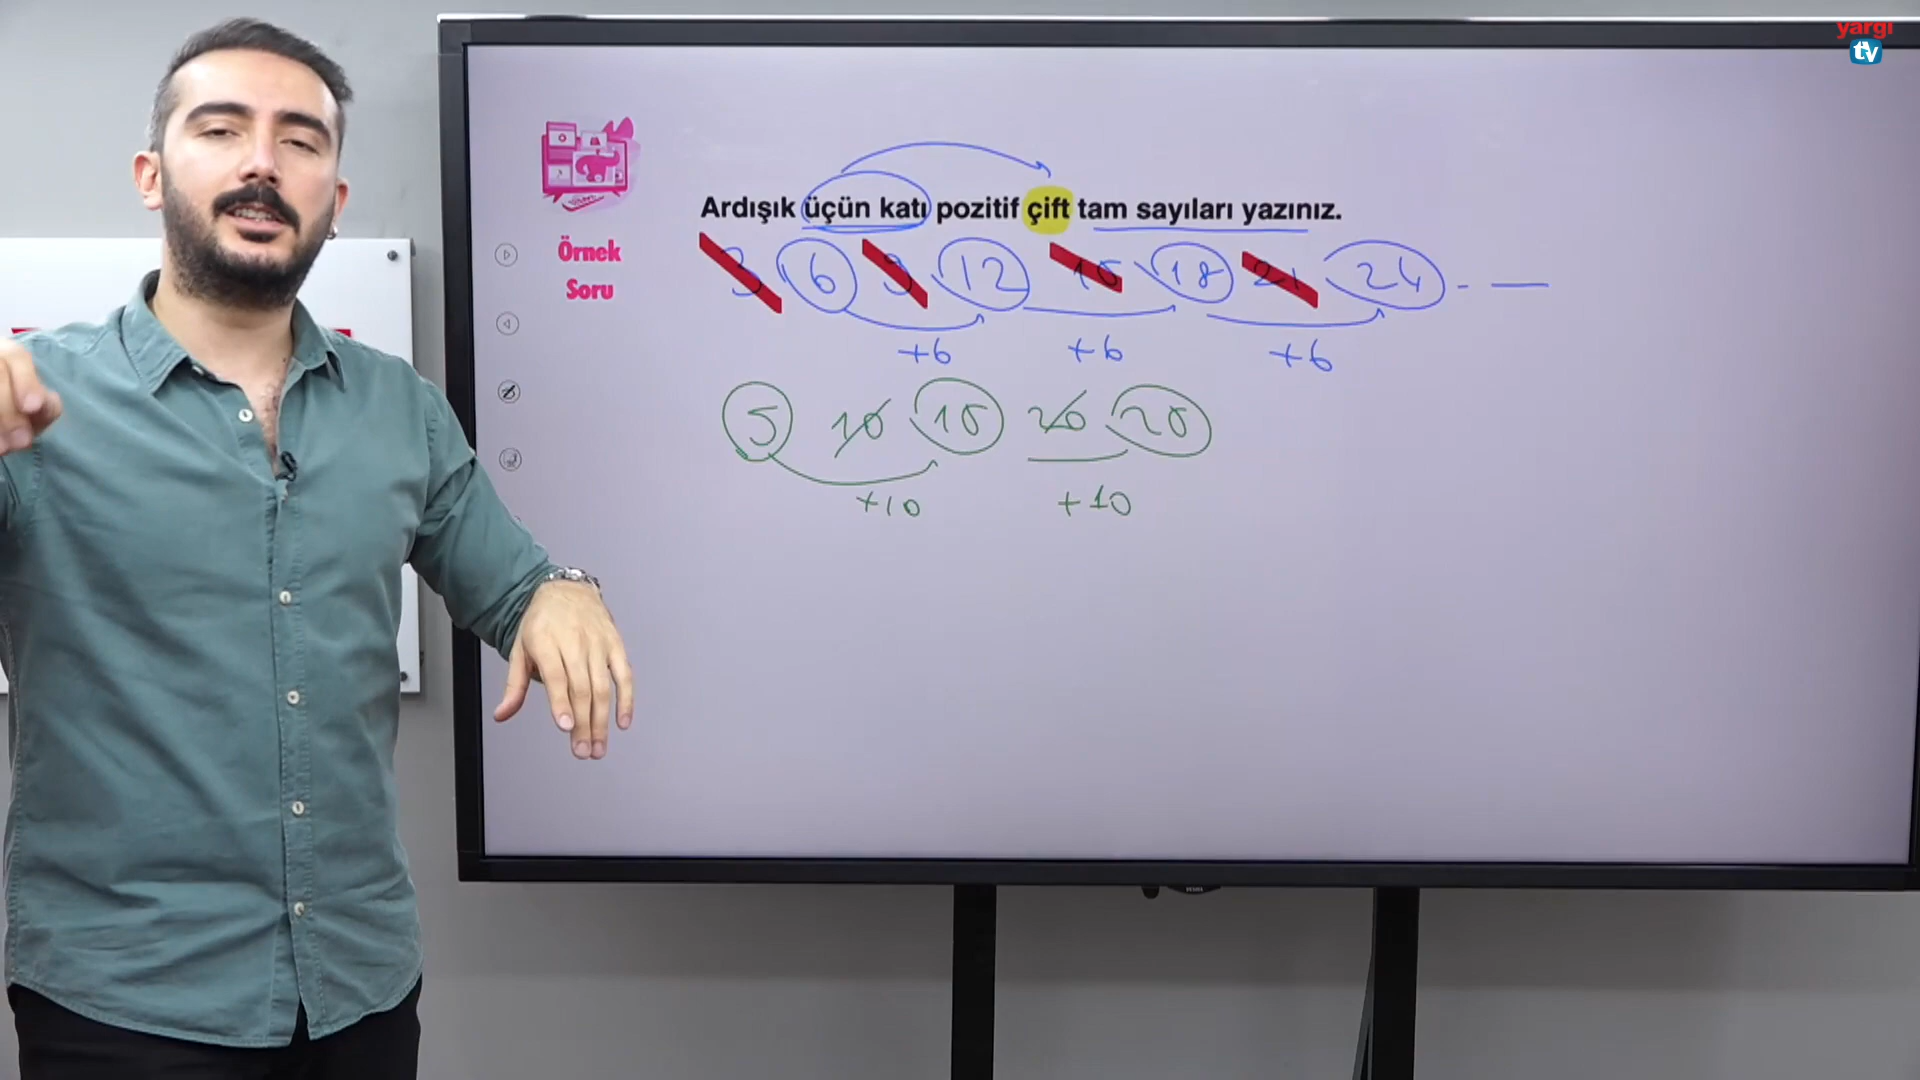 yargı
tv
Ardışık üçün katı pozitif çift tam sayıları yazınız.
Örnek
Soru
3 6 9 12 15 18 21 24 - —
+6 +6 +6
5 10 15 20 25
+10 +10